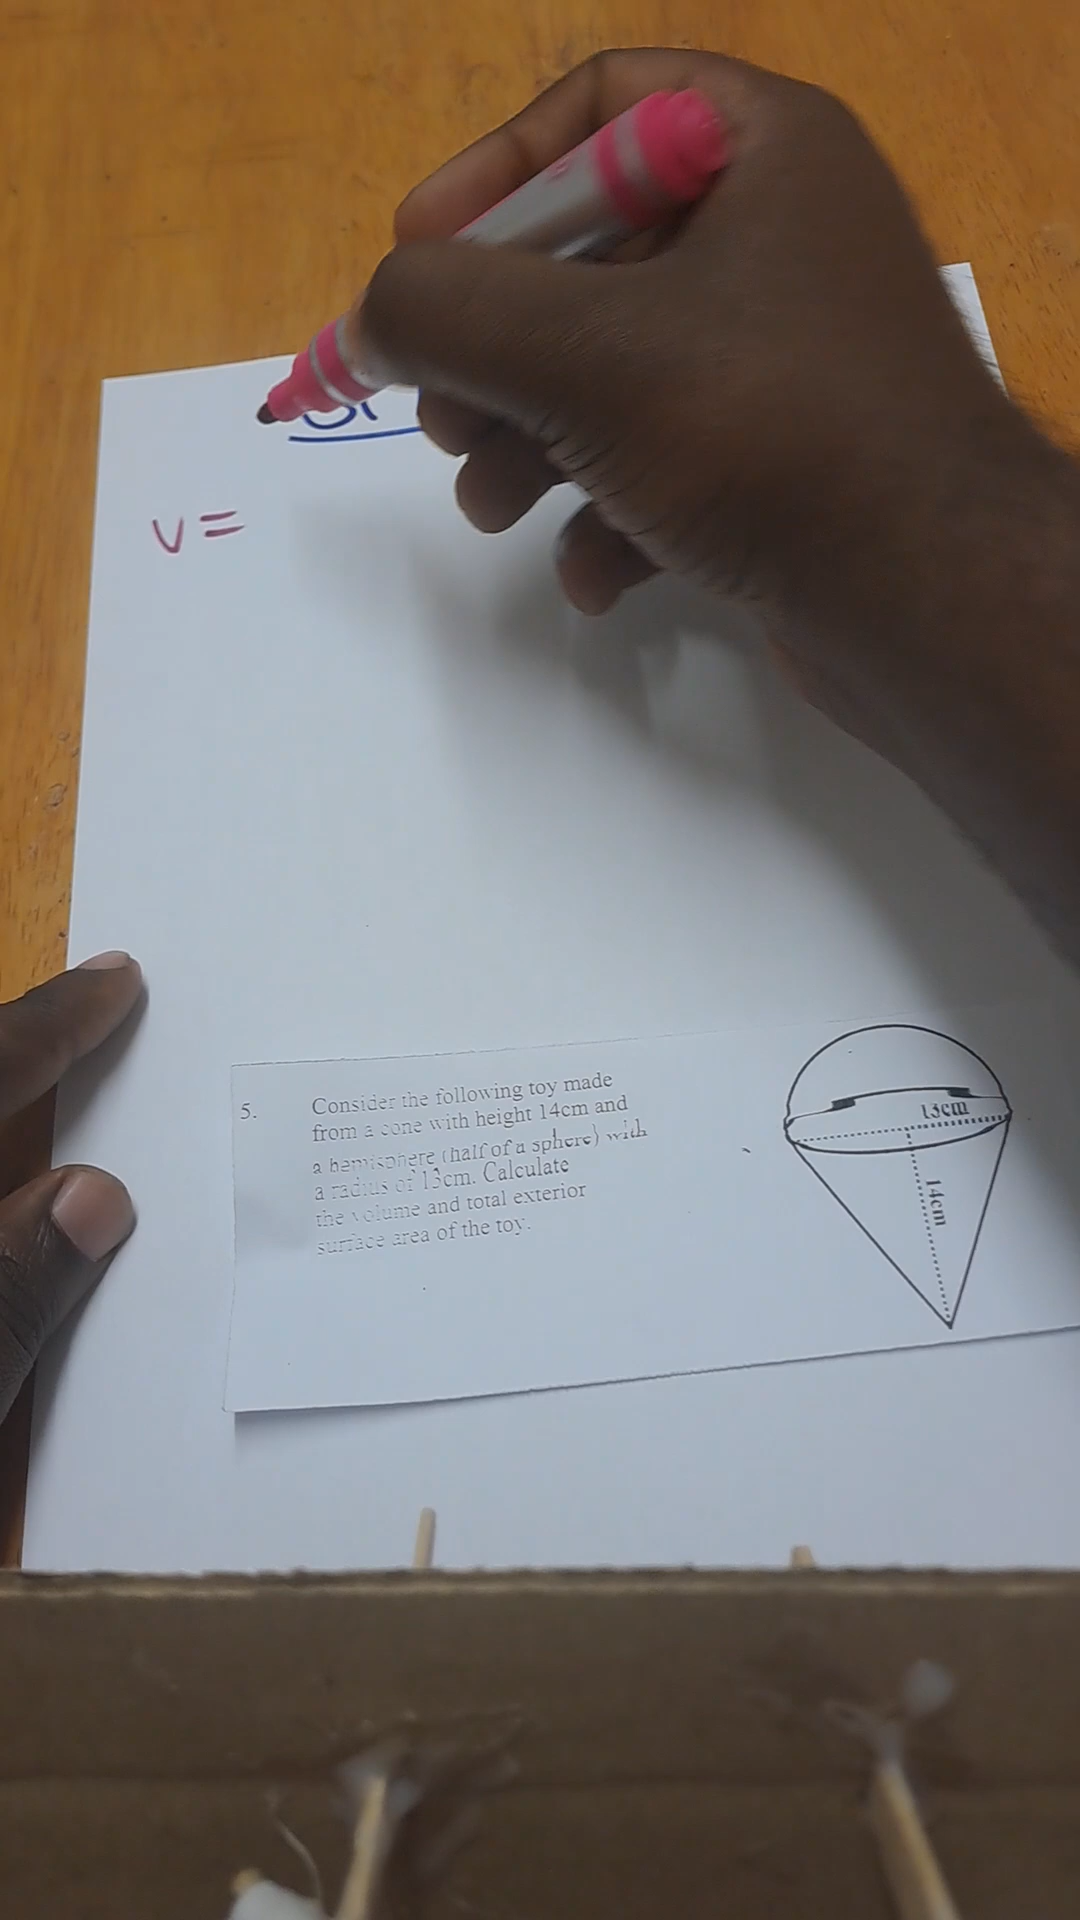 V =
5.
Consider the following toy made
from a cone with height 14cm and
a hemisphere (half of a sphere) with
a radius of 13cm. Calculate
the volume and total exterior
surface area of the toy.
13cm
14cm